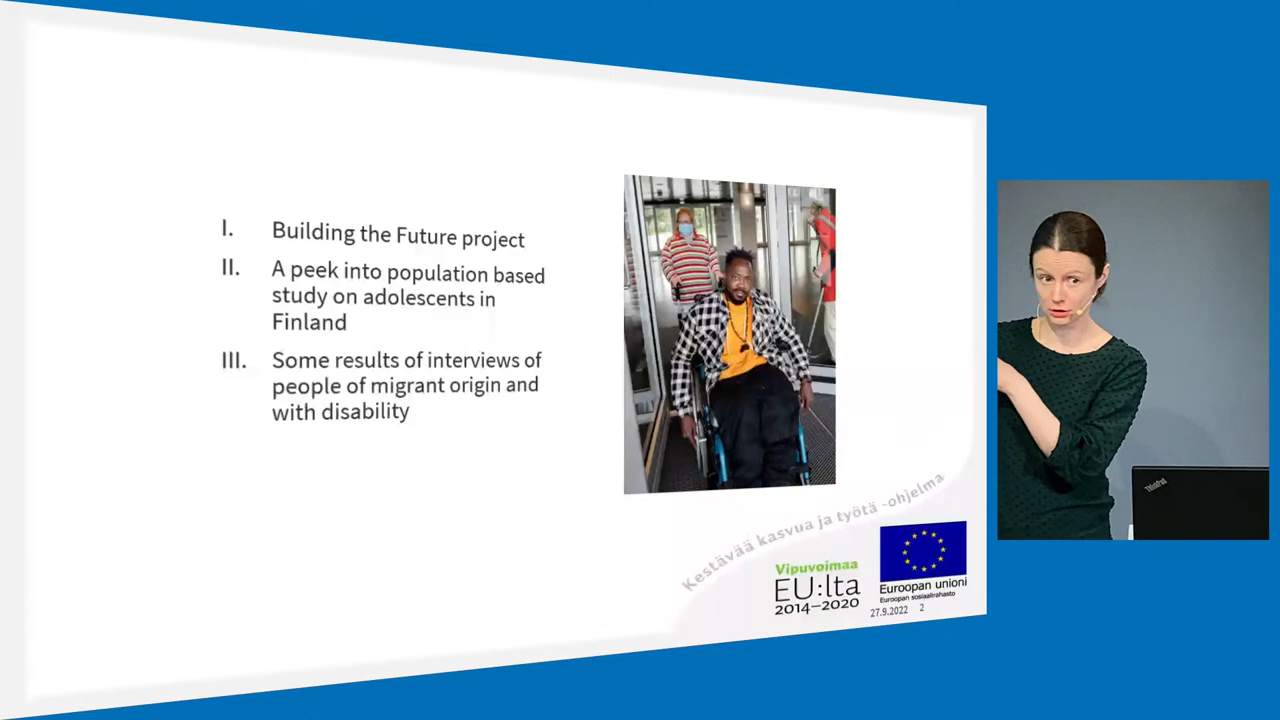 I. Building the Future project
II. A peek into population based
study on adolescents in
Finland
III. Some results of interviews of
people of migrant origin and
with disability
Kestävää kasvua ja työtä -ohjelma
Vipuvoimaa
EU:lta
2014–2020
Euroopan unioni
Euroopan sosiaalirahasto
27.9.2022 2
ThinkPad